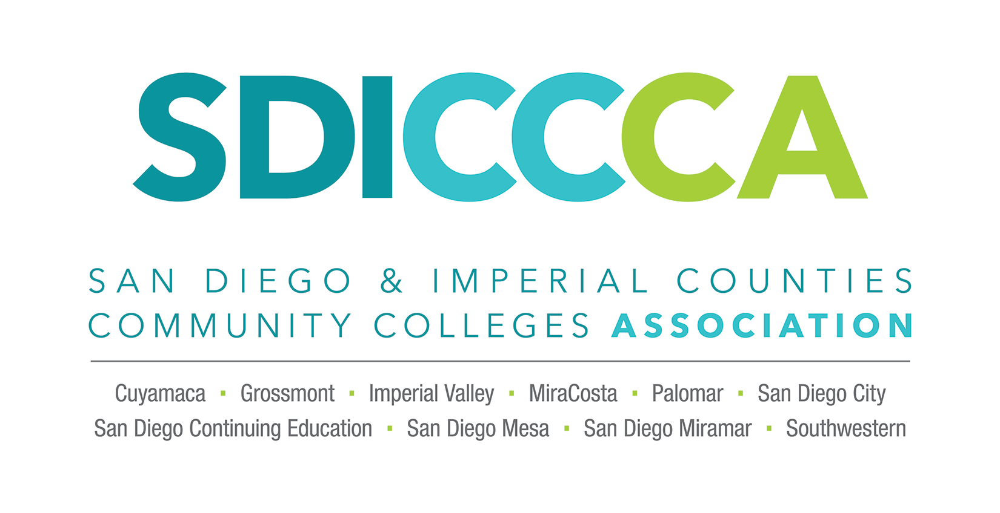 SDICCCA
SAN DIEGO & IMPERIAL COUNTIES
COMMUNITY COLLEGES ASSOCIATION
Cuyamaca ▪ Grossmont ▪ Imperial Valley ▪ MiraCosta ▪ Palomar ▪ San Diego City
San Diego Continuing Education ▪ San Diego Mesa ▪ San Diego Miramar ▪ Southwestern